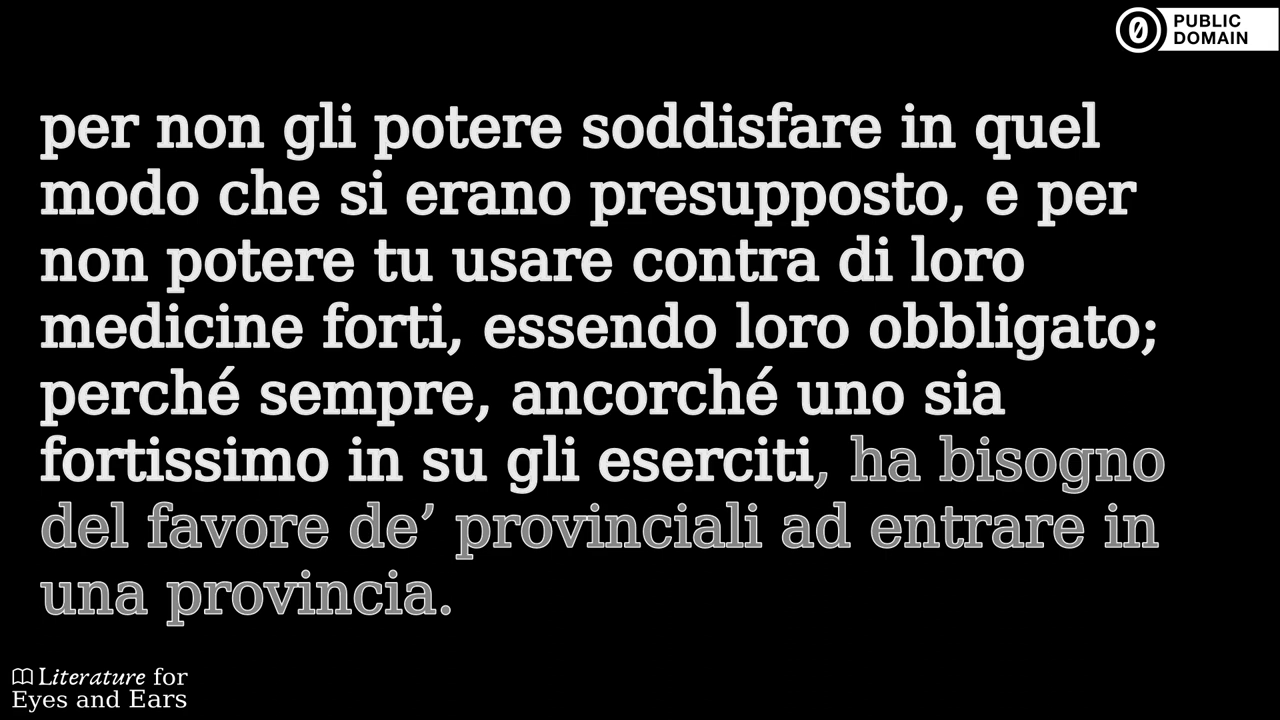 PUBLIC
DOMAIN
per non gli potere soddisfare in quel
modo che si erano presupposto, e per
non potere tu usare contra di loro
medicine forti, essendo loro obbligato;
perché sempre, ancorché uno sia
fortissimo in su gli eserciti, ha bisogno
del favore de’ provinciali ad entrare in
una provincia.
Literature for
Eyes and Ears